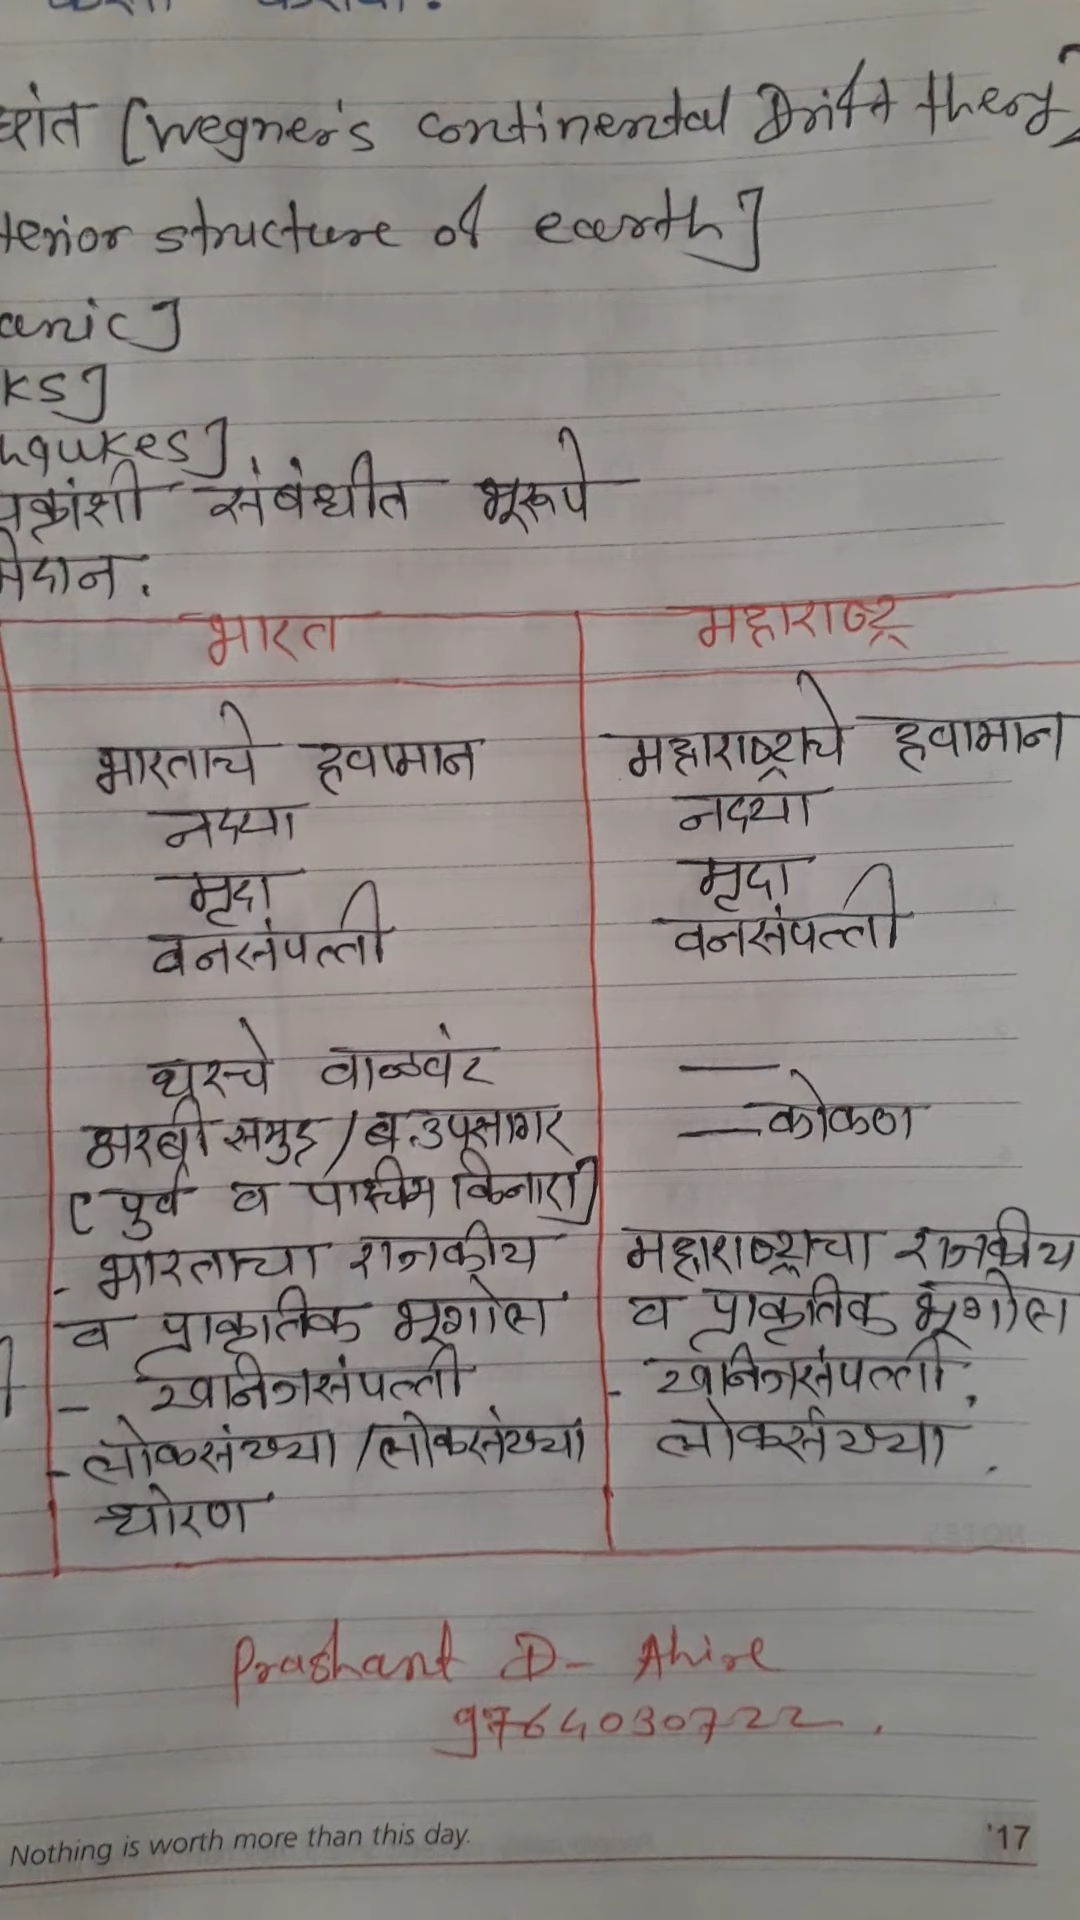 [Wegner's continental Drift theory]
terior structure of earth]
anic]
ks]
hqukes]
संबंधीत भूरूपे
मैदान.
भारत महाराष्ट्र
भारताचे हवामान महाराष्ट्राचे हवामान
नद्या नद्या
मृदा मृदा
वनसंपत्ती वनसंपत्ती
थरचे वाळवंट —
अरबी समुद्र / ब.उपसागर — कोकण
[पुर्व व पश्चिम किनारा]
- भारताचा राजकीय महाराष्ट्राचा राजकीय
व प्राकृतिक भूगोल व प्राकृतिक भूगोल
- खनिजसंपत्ती - खनिजसंपत्ती.
- लोकसंख्या / लोकसंख्या लोकसंख्या.
धोरण
Prashant D- Ahire
9764030722.
Nothing is worth more than this day. '17